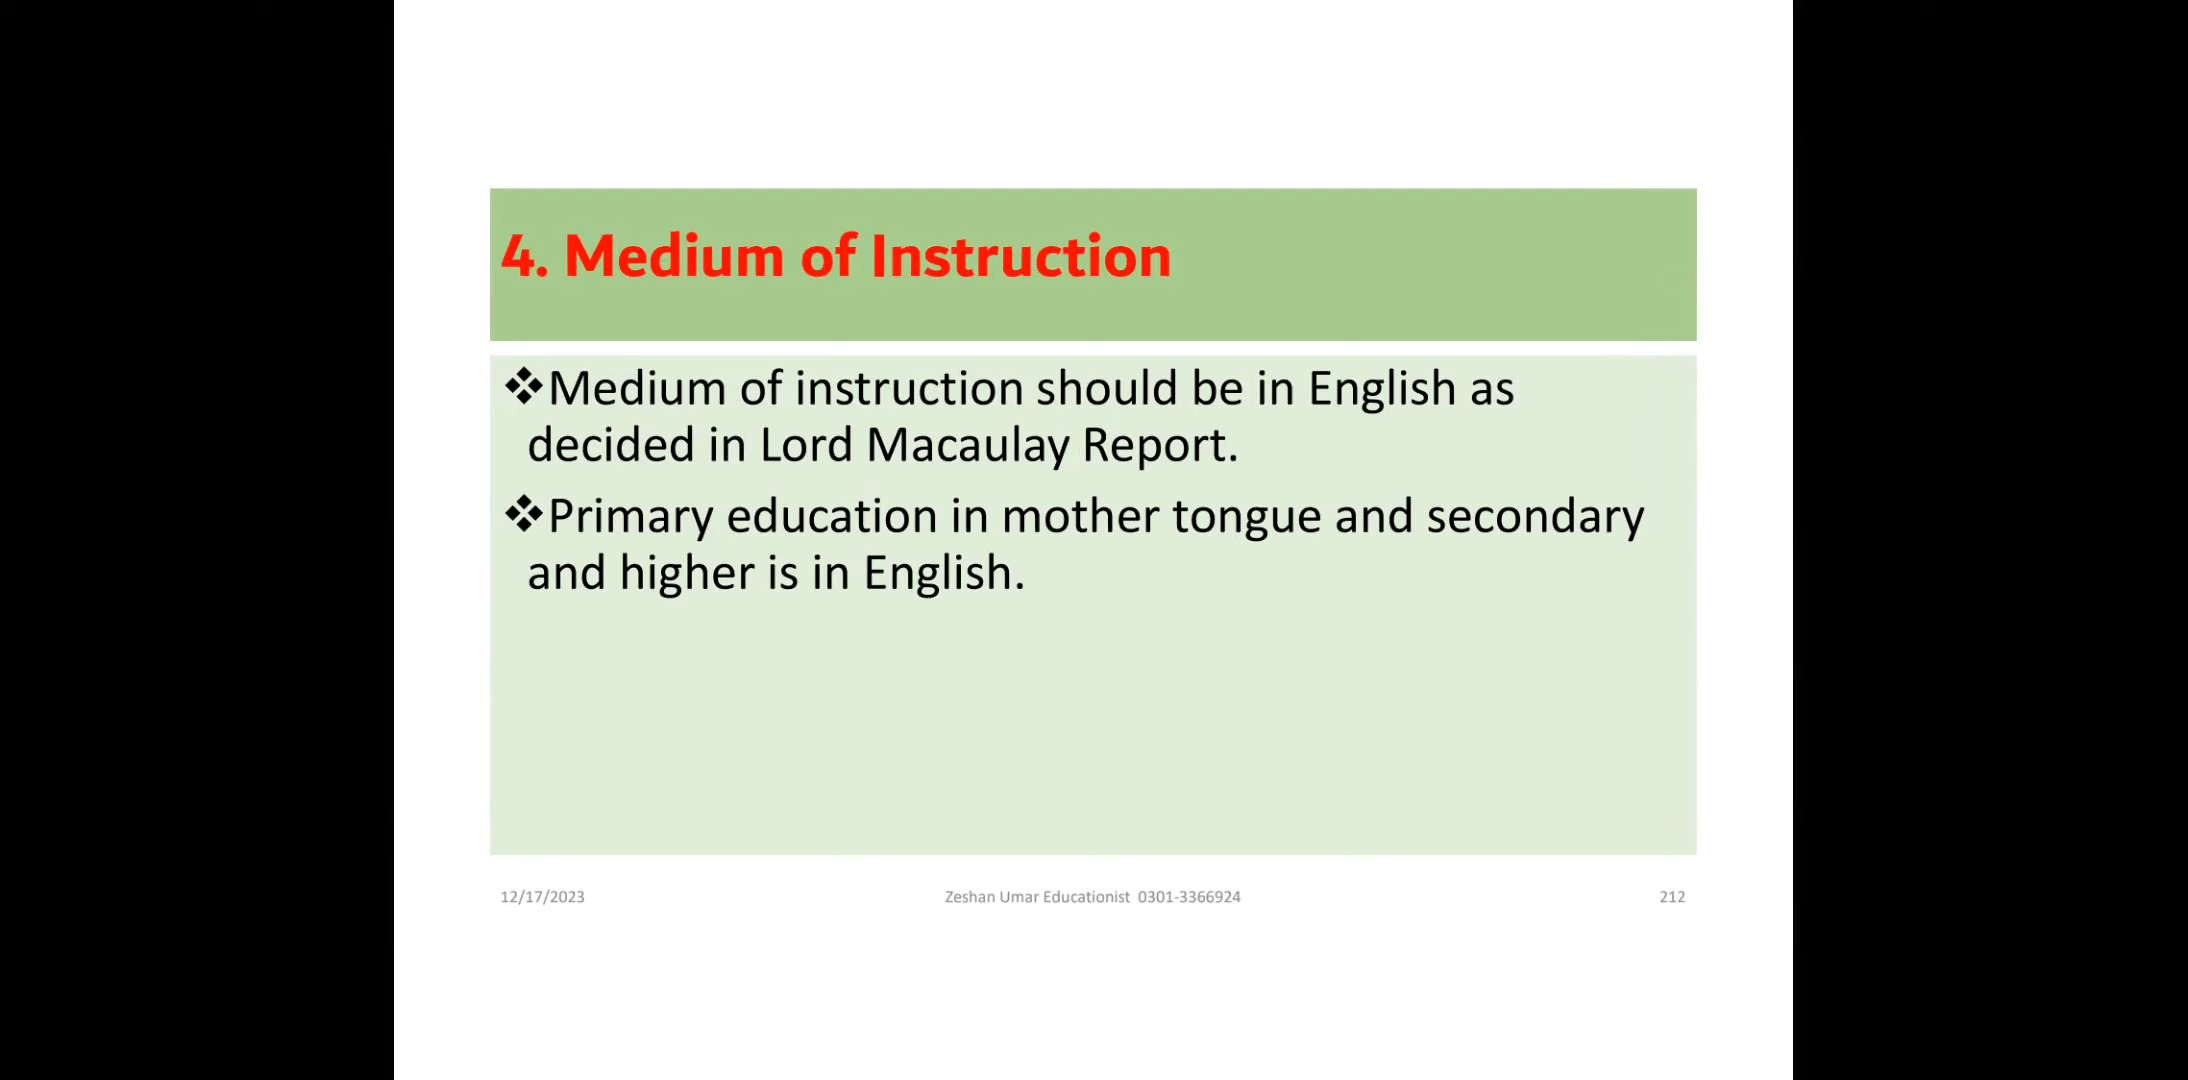 4. Medium of Instruction
❖Medium of instruction should be in English as
decided in Lord Macaulay Report.
❖Primary education in mother tongue and secondary
and higher is in English.
12/17/2023 Zeshan Umar Educationist 0301-3366924 212